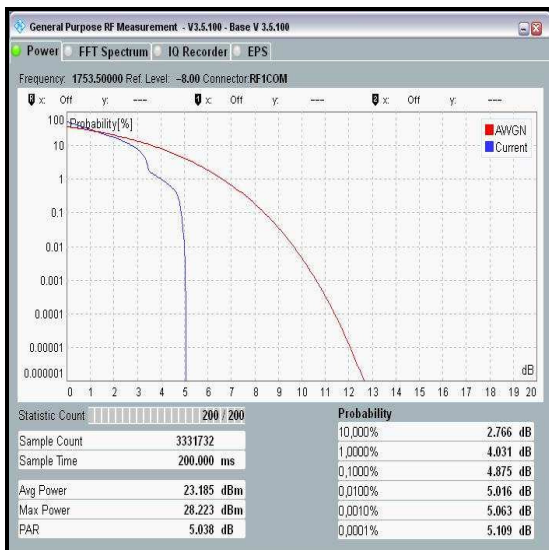 General Purpose RF Measurement - V3.5.100 - Base V 3.5.100
Power FFT Spectrum IQ Recorder EPS
Frequency: 1753.50000 Ref. Level: -8.00 Connector:RF1COM
x: Off y: --- 1 x: Off y: --- 2 x: Off y: ---
Probability[%]
AWGN
Current
100
10
1
0.1
0.01
0.001
0.0001
0.00001
0.000001
dB
0 1 2 3 4 5 6 7 8 9 10 11 12 13 14 15 16 17 18 19 20
Statistic Count 200 / 200
Sample Count 3331732
Sample Time 200.000 ms
Avg Power 23.185 dBm
Max Power 28.223 dBm
PAR 5.038 dB
Probability
10,000% 2.766 dB
1,0000% 4.031 dB
0,1000% 4.875 dB
0,0100% 5.016 dB
0,0010% 5.063 dB
0,0001% 5.109 dB